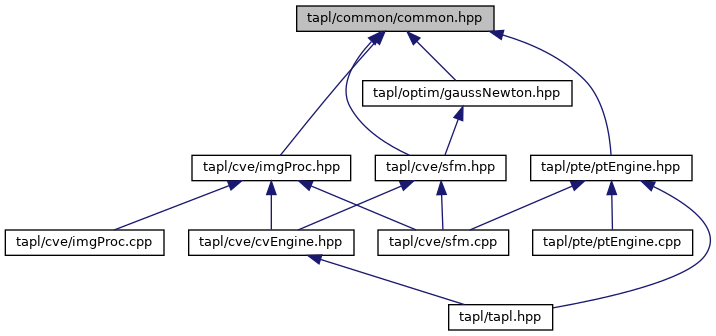 tapl/common/common.hpp
tapl/optim/gaussNewton.hpp
tapl/cve/imgProc.hpp
tapl/cve/sfm.hpp
tapl/pte/ptEngine.hpp
tapl/cve/imgProc.cpp
tapl/cve/cvEngine.hpp
tapl/cve/sfm.cpp
tapl/pte/ptEngine.cpp
tapl/tapl.hpp